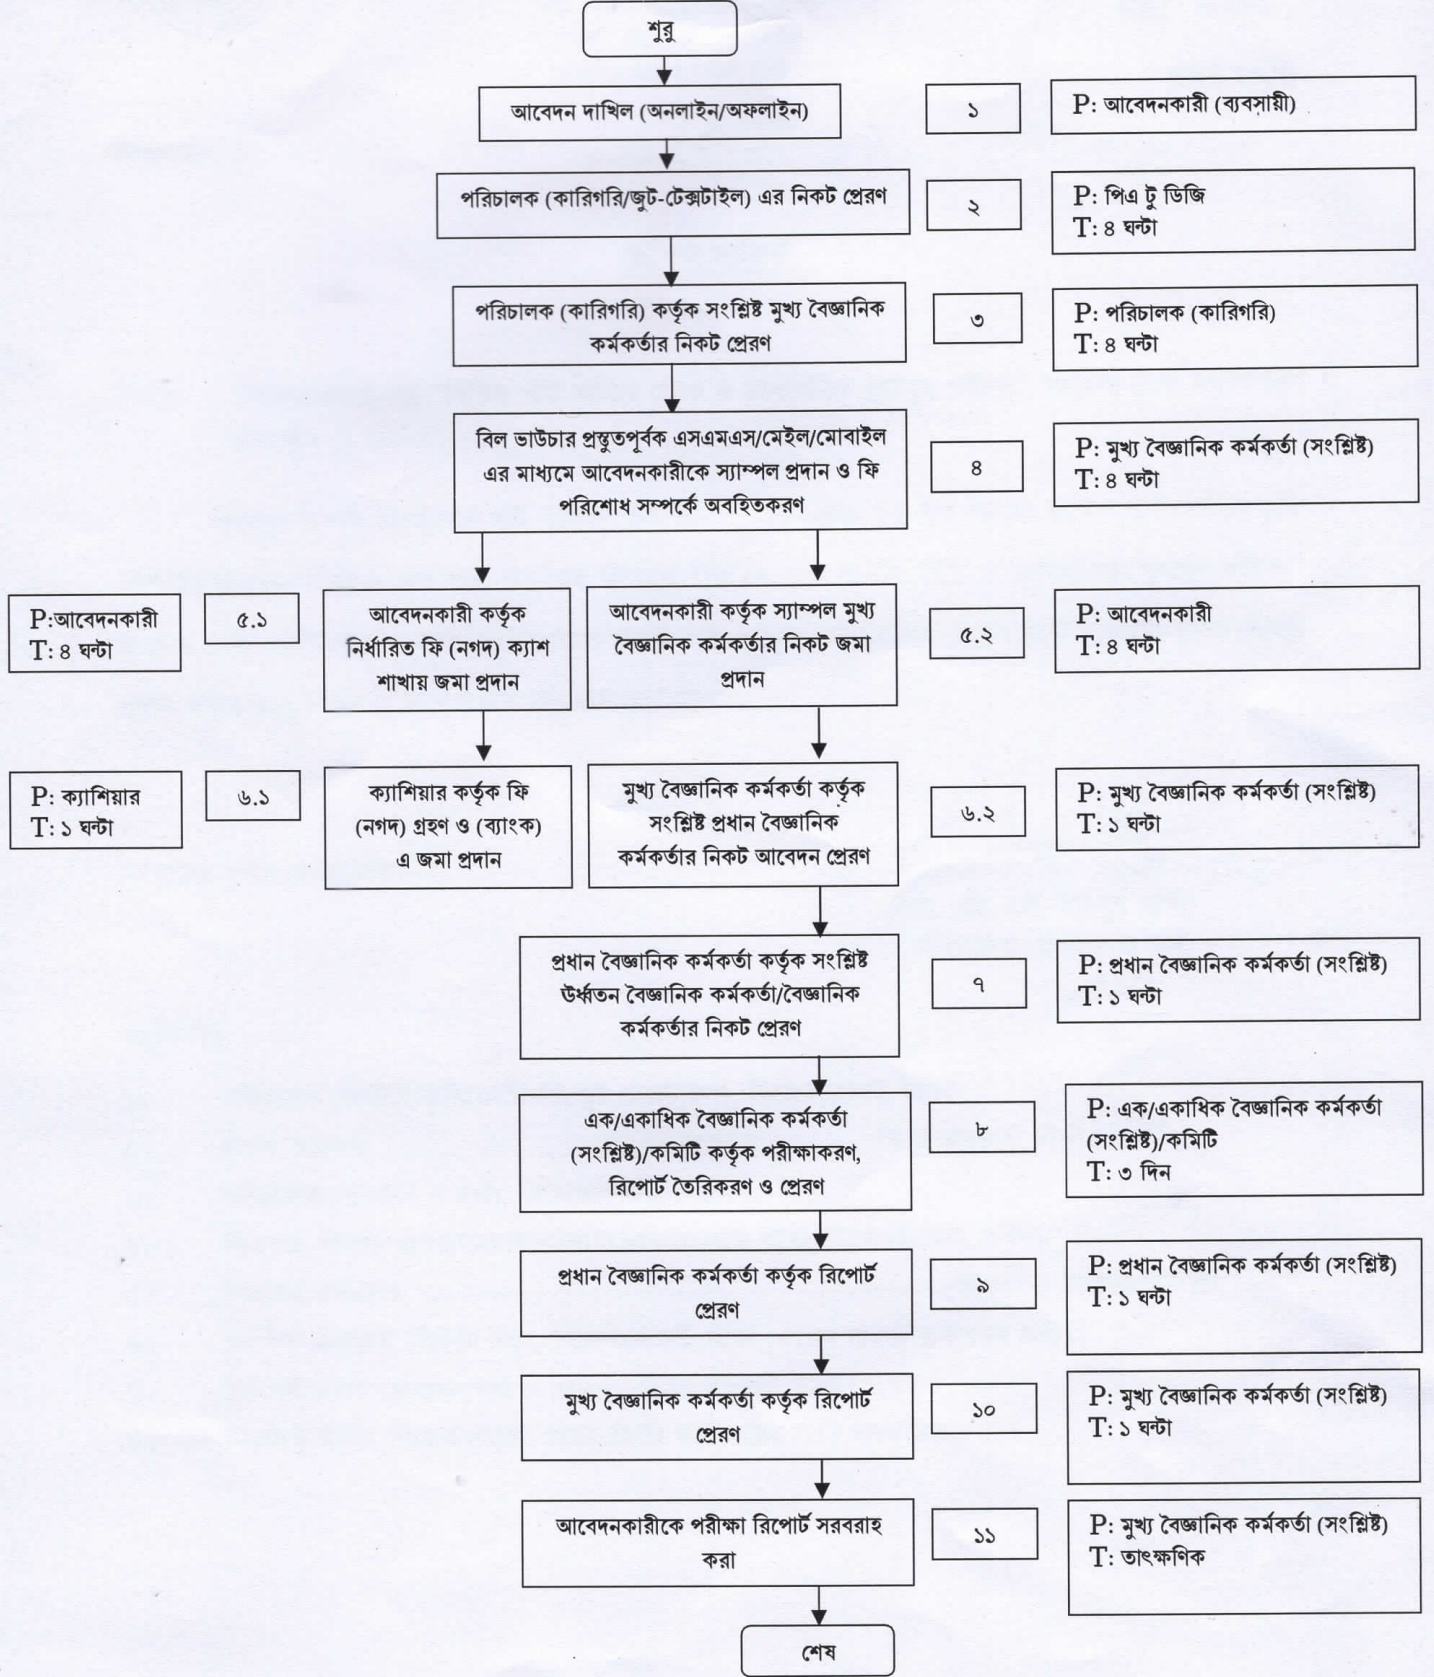 শুরু
আবেদন দাখিল (অনলাইন/অফলাইন)
১
P: আবেদনকারী (ব্যবসায়ী)
পরিচালক (কারিগরি/জুট-টেক্সটাইল) এর নিকট প্রেরণ
২
P: পিএ টু ডিজি
T: ৪ ঘন্টা
পরিচালক (কারিগরি) কর্তৃক সংশ্লিষ্ট মুখ্য বৈজ্ঞানিক
কর্মকর্তার নিকট প্রেরণ
৩
P: পরিচালক (কারিগরি)
T: ৪ ঘন্টা
বিল ভাউচার প্রস্তুতপূর্বক এসএমএস/মেইল/মোবাইল
এর মাধ্যমে আবেদনকারীকে স্যাম্পল প্রদান ও ফি
পরিশোধ সম্পর্কে অবহিতকরণ
৪
P: মুখ্য বৈজ্ঞানিক কর্মকর্তা (সংশ্লিষ্ট)
T: ৪ ঘন্টা
P:আবেদনকারী
T: ৪ ঘন্টা
৫.১
আবেদনকারী কর্তৃক
নির্ধারিত ফি (নগদ) ক্যাশ
শাখায় জমা প্রদান
আবেদনকারী কর্তৃক স্যাম্পল মুখ্য
বৈজ্ঞানিক কর্মকর্তার নিকট জমা
প্রদান
৫.২
P: আবেদনকারী
T: ৪ ঘন্টা
P: ক্যাশিয়ার
T: ১ ঘন্টা
৬.১
ক্যাশিয়ার কর্তৃক ফি
(নগদ) গ্রহণ ও (ব্যাংক)
এ জমা প্রদান
মুখ্য বৈজ্ঞানিক কর্মকর্তা কর্তৃক
সংশ্লিষ্ট প্রধান বৈজ্ঞানিক
কর্মকর্তার নিকট আবেদন প্রেরণ
৬.২
P: মুখ্য বৈজ্ঞানিক কর্মকর্তা (সংশ্লিষ্ট)
T: ১ ঘন্টা
প্রধান বৈজ্ঞানিক কর্মকর্তা কর্তৃক সংশ্লিষ্ট
উর্ধ্বতন বৈজ্ঞানিক কর্মকর্তা/বৈজ্ঞানিক
কর্মকর্তার নিকট প্রেরণ
৭
P: প্রধান বৈজ্ঞানিক কর্মকর্তা (সংশ্লিষ্ট)
T: ১ ঘন্টা
এক/একাধিক বৈজ্ঞানিক কর্মকর্তা
(সংশ্লিষ্ট)/কমিটি কর্তৃক পরীক্ষাকরণ,
রিপোর্ট তৈরিকরণ ও প্রেরণ
৮
P: এক/একাধিক বৈজ্ঞানিক কর্মকর্তা
(সংশ্লিষ্ট)/কমিটি
T: ৩ দিন
প্রধান বৈজ্ঞানিক কর্মকর্তা কর্তৃক রিপোর্ট
প্রেরণ
৯
P: প্রধান বৈজ্ঞানিক কর্মকর্তা (সংশ্লিষ্ট)
T: ১ ঘন্টা
মুখ্য বৈজ্ঞানিক কর্মকর্তা কর্তৃক রিপোর্ট
প্রেরণ
১০
P: মুখ্য বৈজ্ঞানিক কর্মকর্তা (সংশ্লিষ্ট)
T: ১ ঘন্টা
আবেদনকারীকে পরীক্ষা রিপোর্ট সরবরাহ
করা
১১
P: মুখ্য বৈজ্ঞানিক কর্মকর্তা (সংশ্লিষ্ট)
T: তাৎক্ষণিক
শেষ